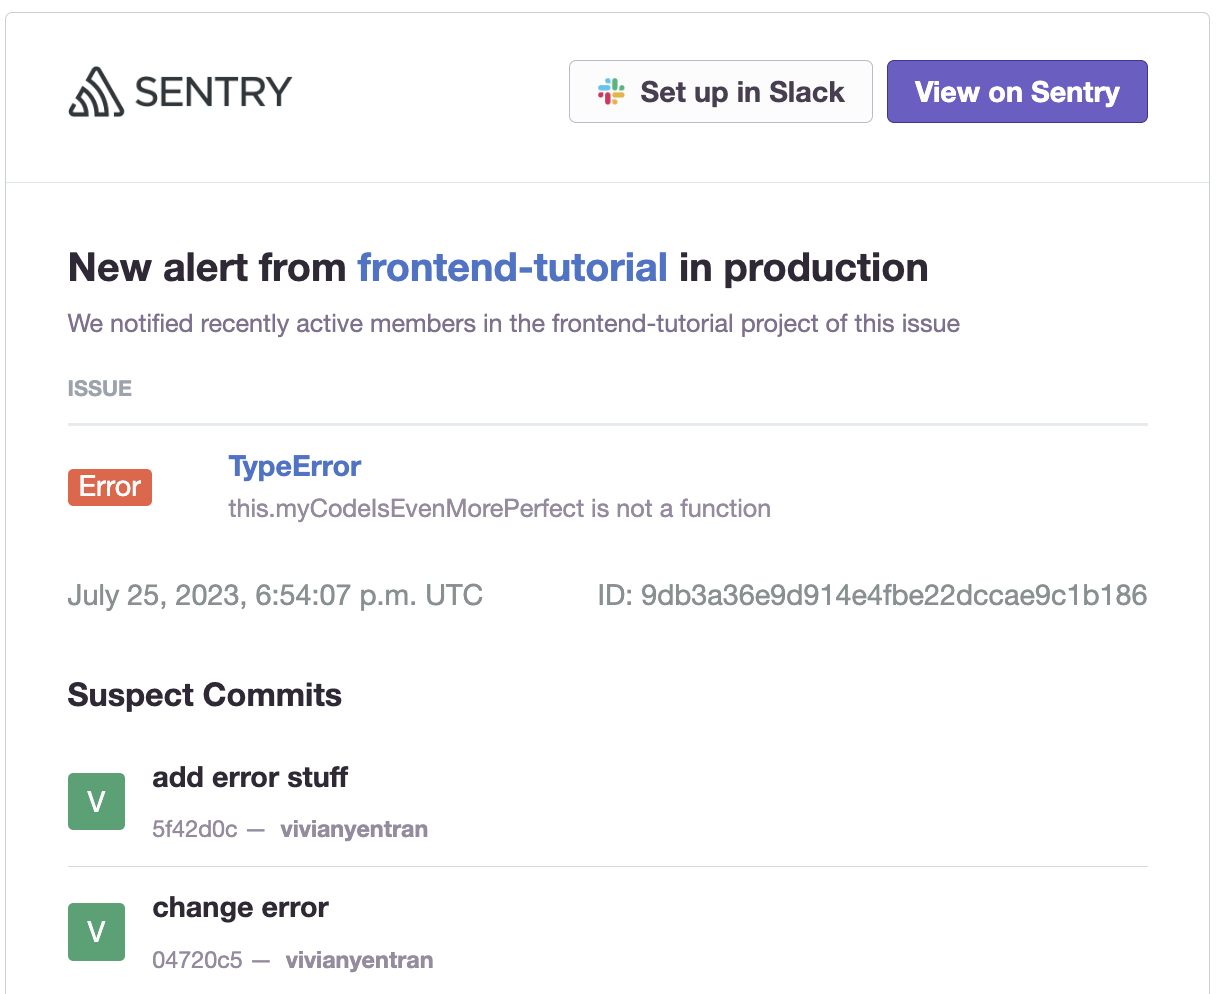 SENTRY
Set up in Slack
View on Sentry
New alert from frontend-tutorial in production
We notified recently active members in the frontend-tutorial project of this issue
ISSUE
Error
TypeError
this.myCodeIsEvenMorePerfect is not a function
July 25, 2023, 6:54:07 p.m. UTC
ID: 9db3a36e9d914e4fbe22dccae9c1b186
Suspect Commits
V
add error stuff
5f42d0c — vivianyentran
V
change error
04720c5 — vivianyentran